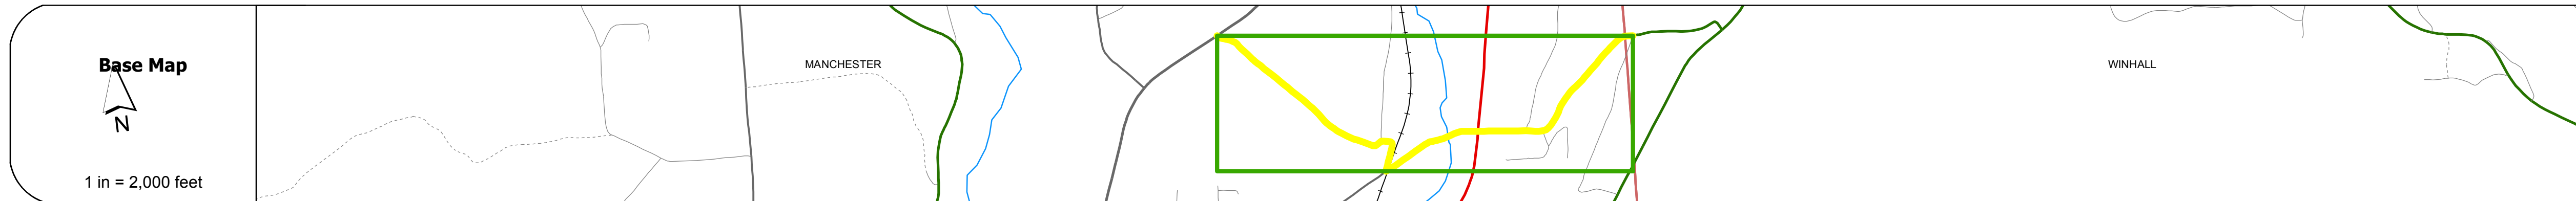 Base Map
N
1 in = 2,000 feet
MANCHESTER
WINHALL